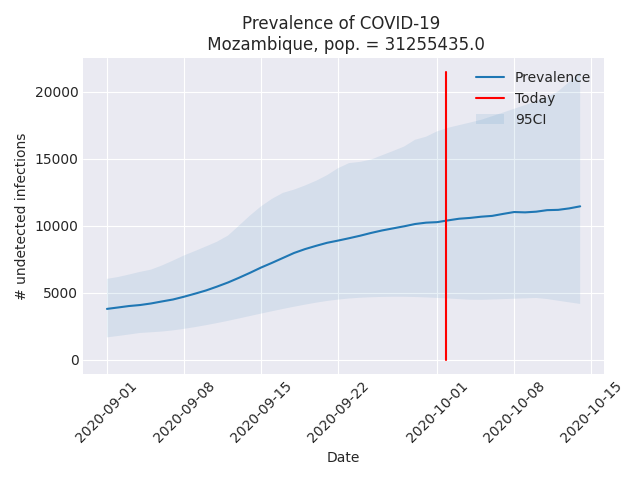 Prevalence of COVID-19
Mozambique, pop. = 31255435.0
Prevalence
Today
95CI
20000
15000
10000
5000
0
# undetected infections
2020-09-01
2020-09-08
2020-09-15
2020-09-22
2020-10-01
2020-10-08
2020-10-15
Date